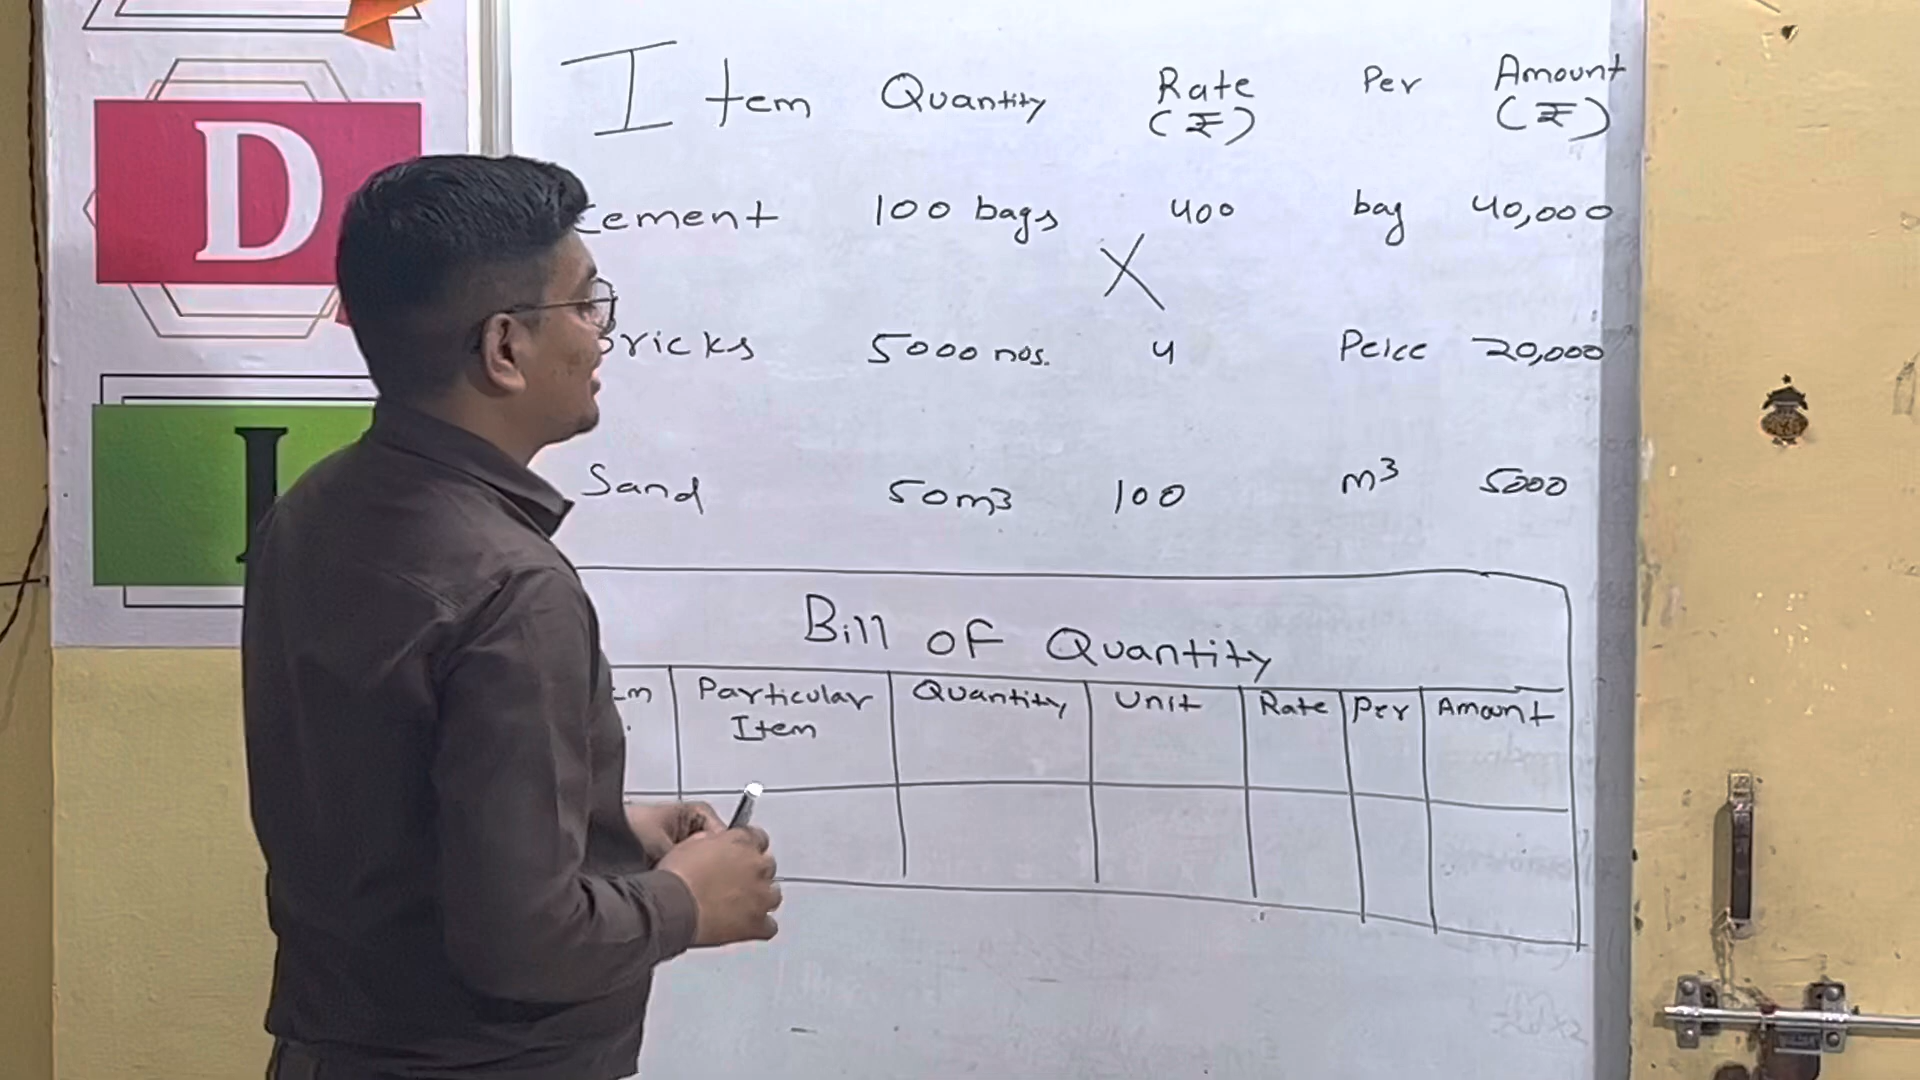 D
I
Item Quantity Rate (₹) Per Amount (₹)
Cement 100 bags 400 bag 40,000
X
Bricks 5000 nos. 4 Peice 20,000
Sand 50m3 100 m³ 5000
Bill of Quantity
Particular Item Quantity Unit Rate Per Amount